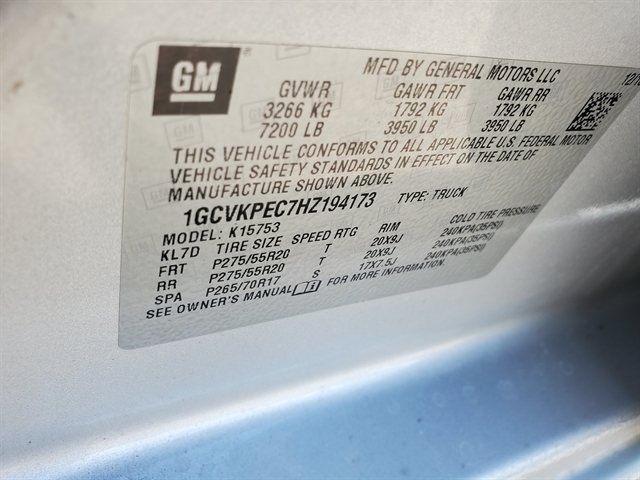 GM
MFD BY GENERAL MOTORS LLC
GVWR GAWR FRT GAWR RR
3266 KG 1792 KG 1792 KG
7200 LB 3950 LB 3950 LB
THIS VEHICLE CONFORMS TO ALL APPLICABLE U.S. FEDERAL MOTOR
VEHICLE SAFETY STANDARDS IN EFFECT ON THE DATE OF
MANUFACTURE SHOWN ABOVE.
1GCVKPEC7HZ194173 TYPE: TRUCK
MODEL: K15753
KL7D TIRE SIZE SPEED RTG RIM COLD TIRE PRESSURE
FRT P275/55R20 T 20X9J 240KPA(35PSI)
RR P275/55R20 T 20X9J 240KPA(35PSI)
SPA P265/70R17 S 17X7.5J 240KPA(35PSI)
SEE OWNER'S MANUAL FOR MORE INFORMATION.